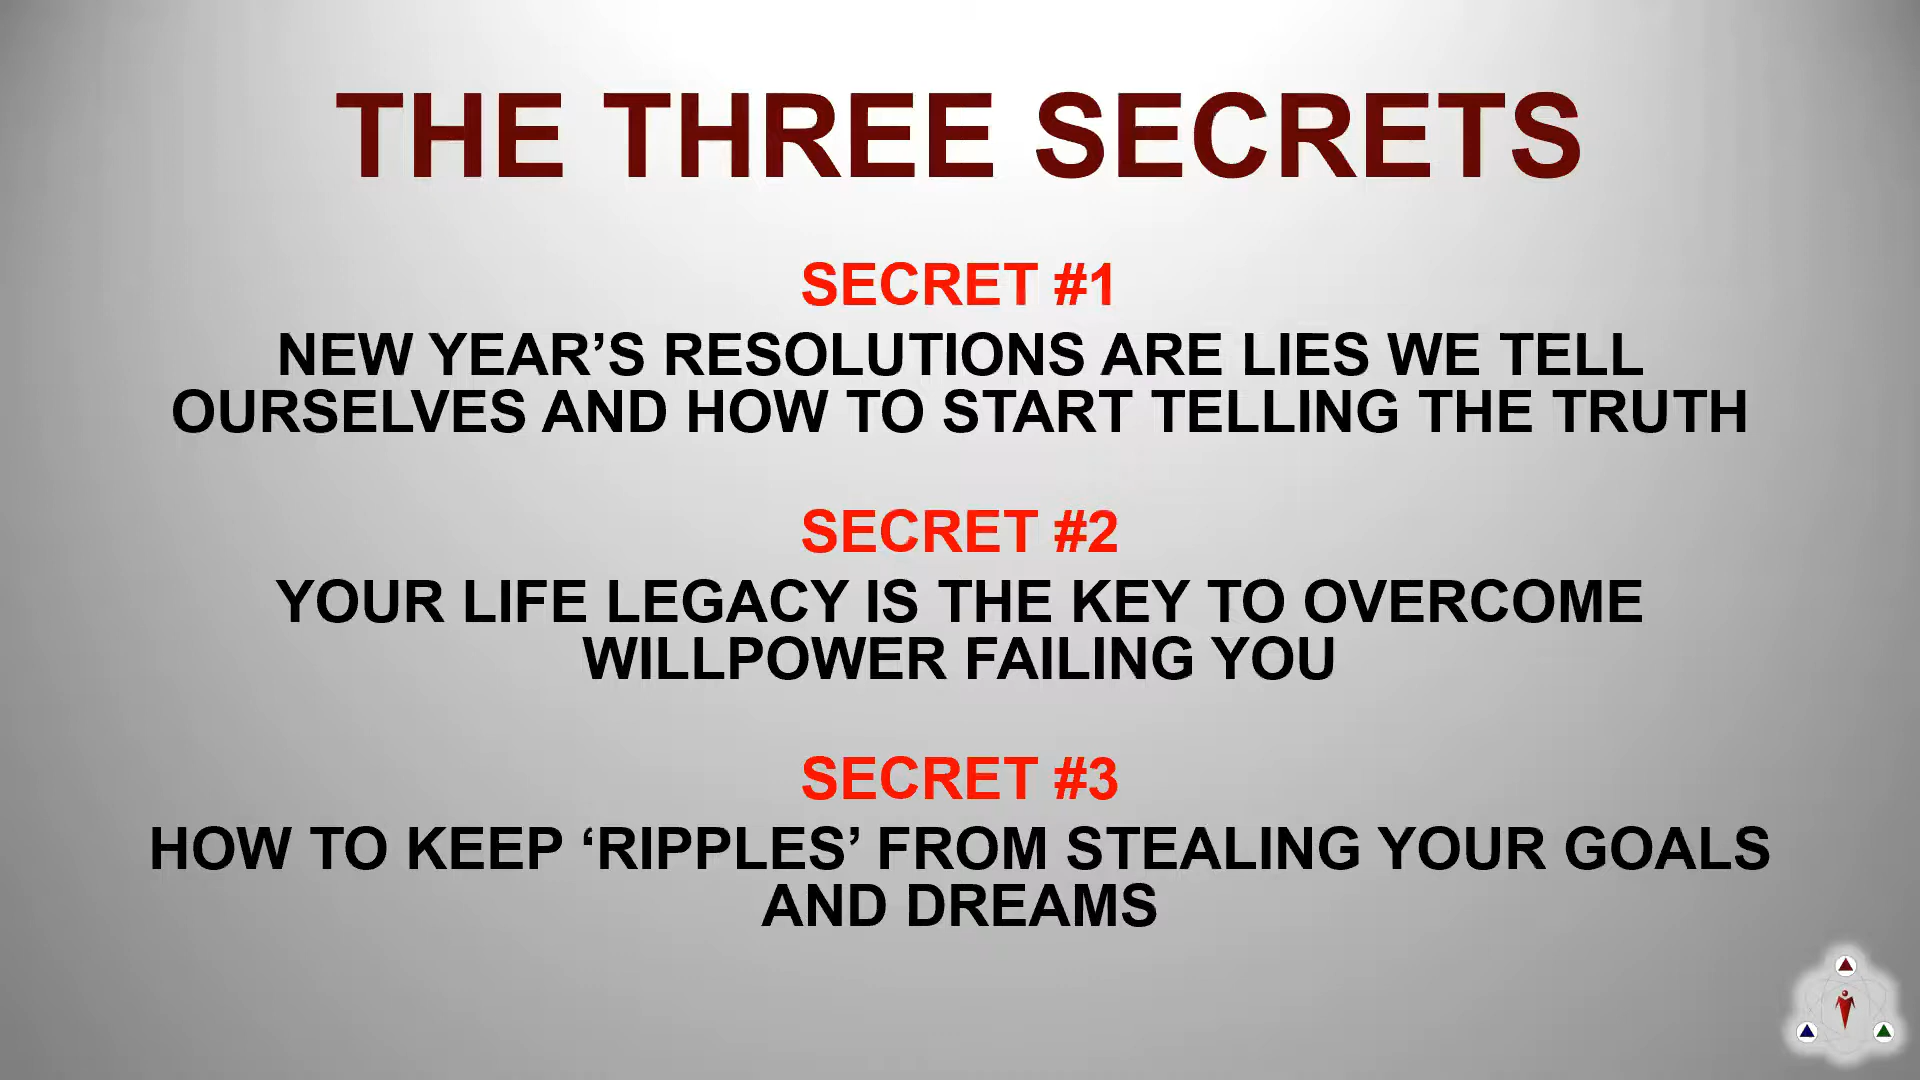 THE THREE SECRETS
SECRET #1
NEW YEAR’S RESOLUTIONS ARE LIES WE TELL
OURSELVES AND HOW TO START TELLING THE TRUTH
SECRET #2
YOUR LIFE LEGACY IS THE KEY TO OVERCOME
WILLPOWER FAILING YOU
SECRET #3
HOW TO KEEP ‘RIPPLES’ FROM STEALING YOUR GOALS
AND DREAMS